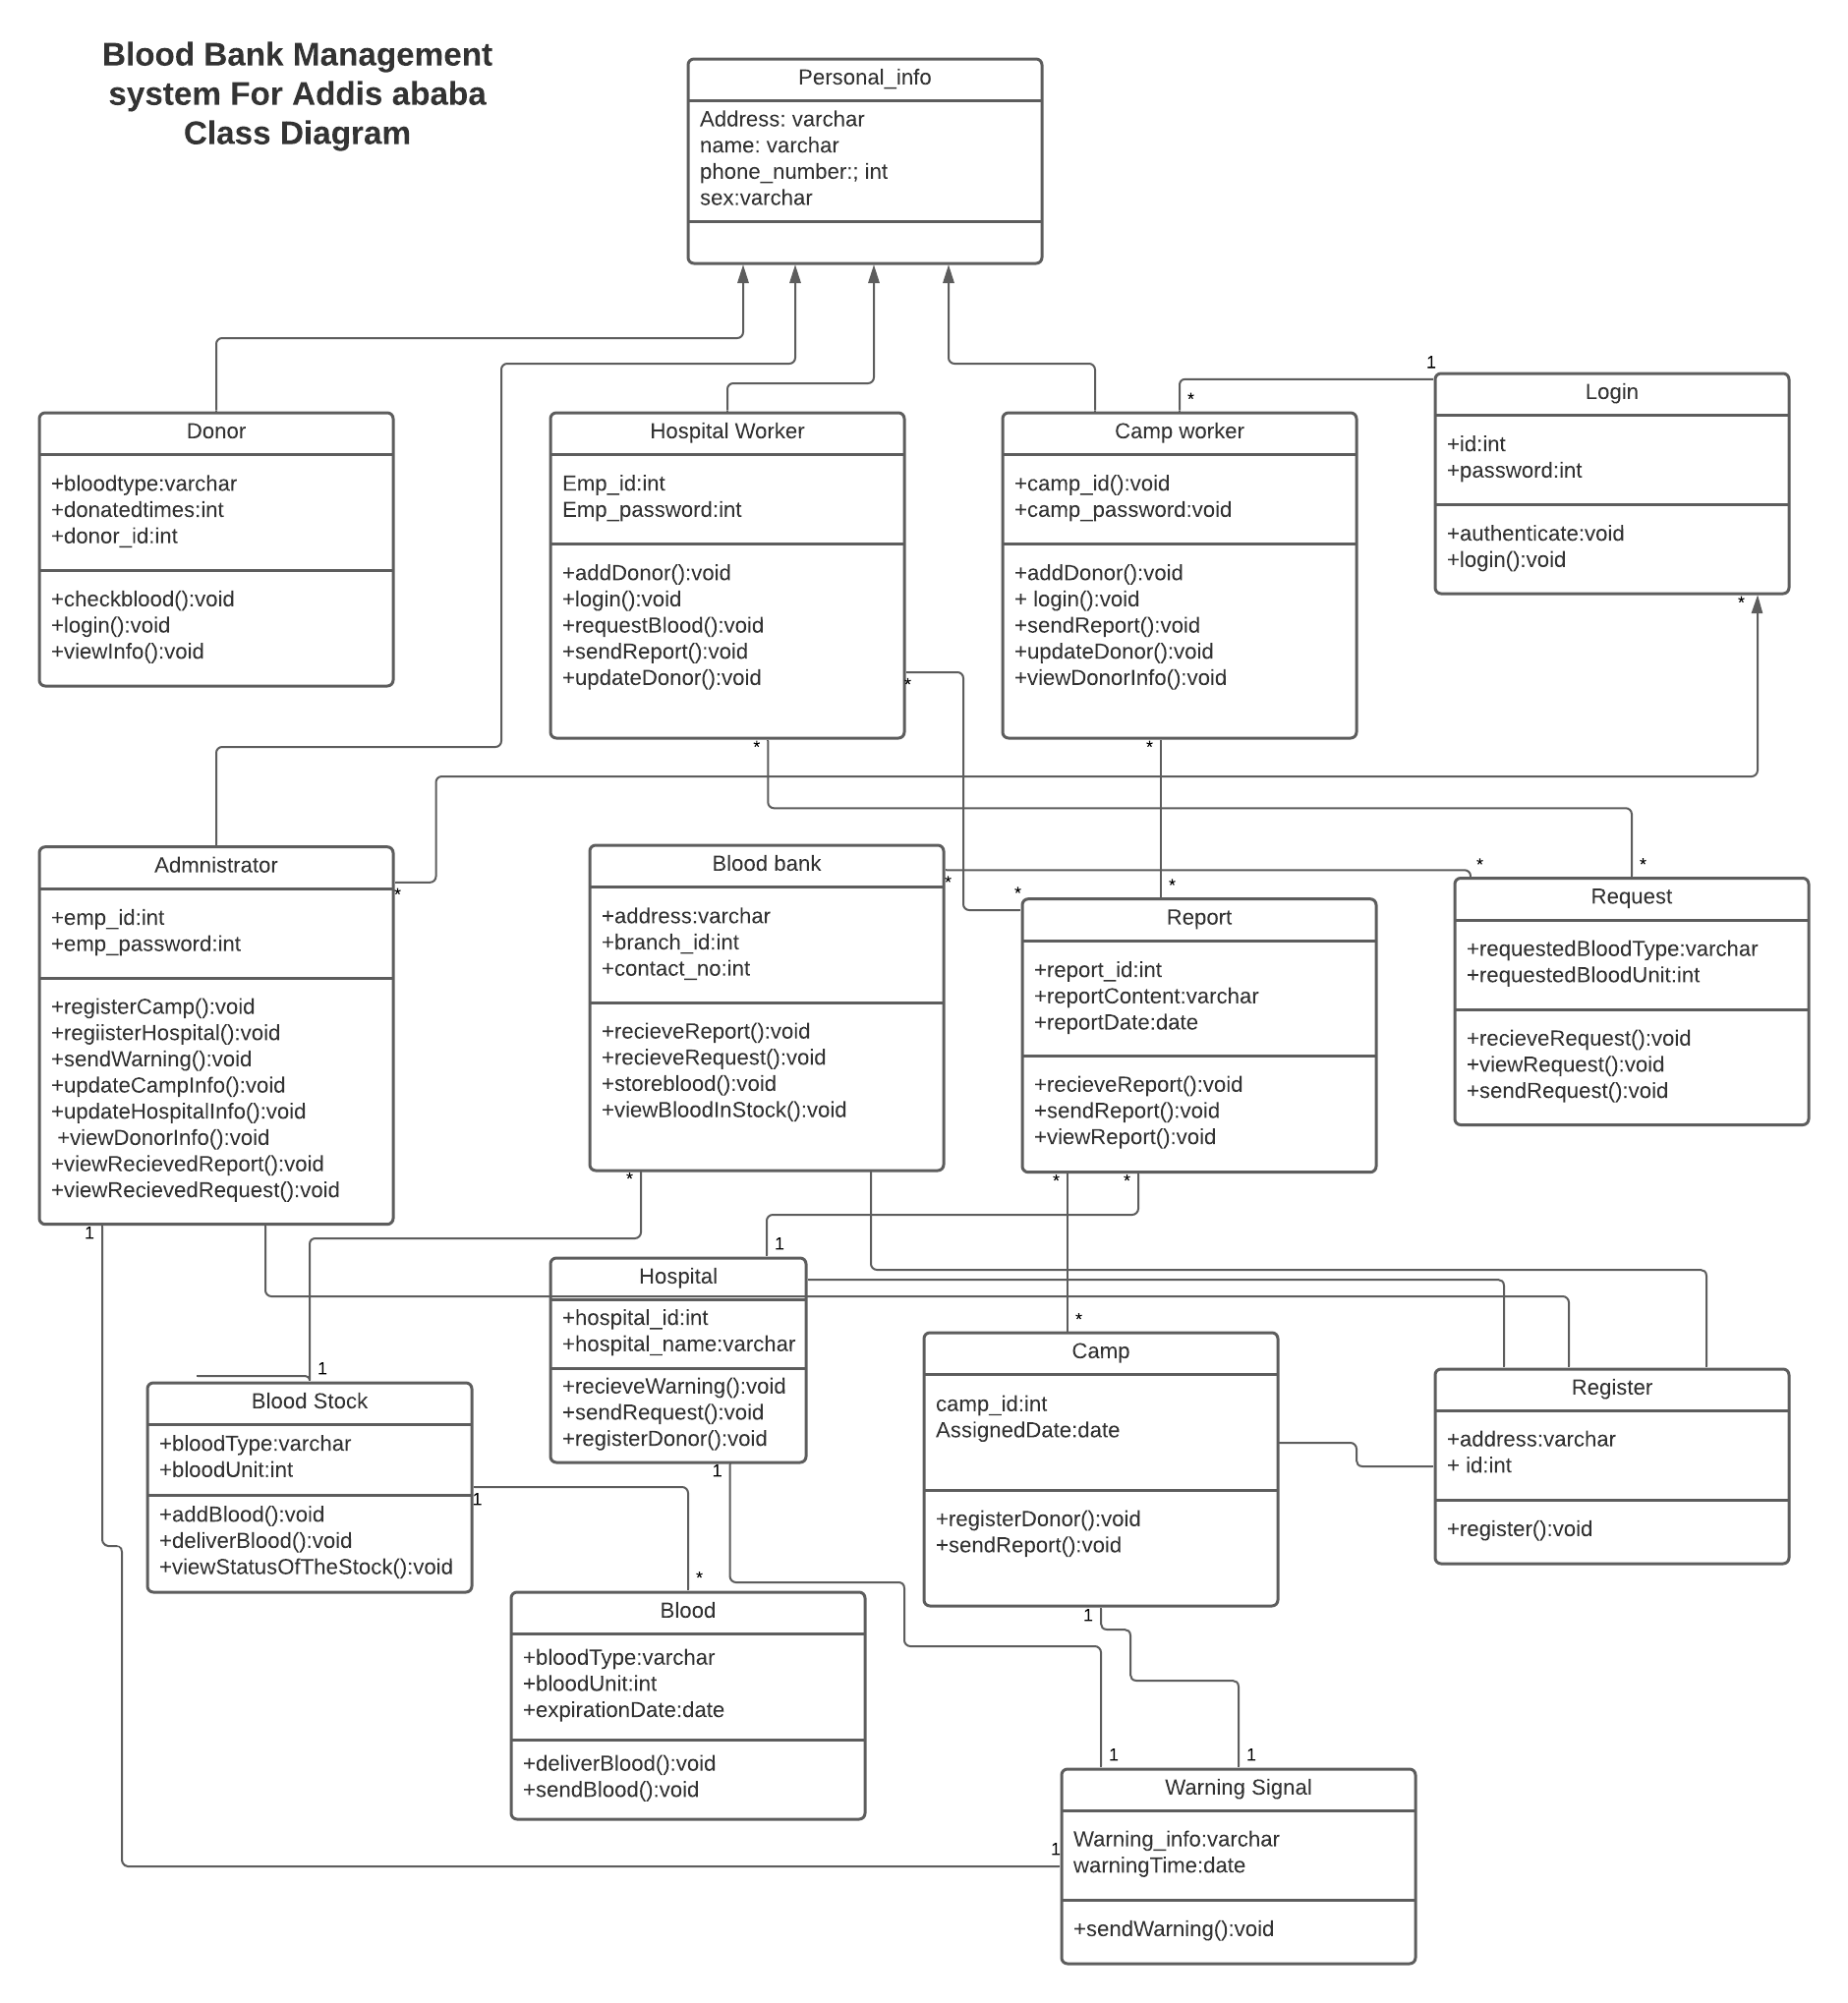 Blood Bank Management
system For Addis ababa
Class Diagram
Personal_info
Address: varchar
name: varchar
phone_number:; int
sex:varchar
Donor
+bloodtype:varchar
+donatedtimes:int
+donor_id:int
+checkblood():void
+login():void
+viewInfo():void
Hospital Worker
Emp_id:int
Emp_password:int
+addDonor():void
+login():void
+requestBlood():void
+sendReport():void
+updateDonor():void
*
*
Camp worker
*
+camp_id():void
+camp_password:void
+addDonor():void
+ login():void
+sendReport():void
+updateDonor():void
+viewDonorInfo():void
*
1
Login
+id:int
+password:int
+authenticate:void
+login():void
*
Admnistrator
*
+emp_id:int
+emp_password:int
+registerCamp():void
+regiisterHospital():void
+sendWarning():void
+updateCampInfo():void
+updateHospitalInfo():void
+viewDonorInfo():void
+viewRecievedReport():void
+viewRecievedRequest():void
1
Blood bank
*
+address:varchar
+branch_id:int
+contact_no:int
+recieveReport():void
+recieveRequest():void
+storeblood():void
+viewBloodInStock():void
*
*
*
Report
+report_id:int
+reportContent:varchar
+reportDate:date
+recieveReport():void
+sendReport():void
+viewReport():void
*
*
*
*
Request
+requestedBloodType:varchar
+requestedBloodUnit:int
+recieveRequest():void
+viewRequest():void
+sendRequest():void
1
Hospital
+hospital_id:int
+hospital_name:varchar
+recieveWarning():void
+sendRequest():void
+registerDonor():void
1
*
Camp
camp_id:int
AssignedDate:date
+registerDonor():void
+sendReport():void
1
Register
+address:varchar
+ id:int
+register():void
1
Blood Stock
+bloodType:varchar
+bloodUnit:int
1
+addBlood():void
+deliverBlood():void
+viewStatusOfTheStock():void
*
Blood
+bloodType:varchar
+bloodUnit:int
+expirationDate:date
+deliverBlood():void
+sendBlood():void
1
1
Warning Signal
1
Warning_info:varchar
warningTime:date
+sendWarning():void